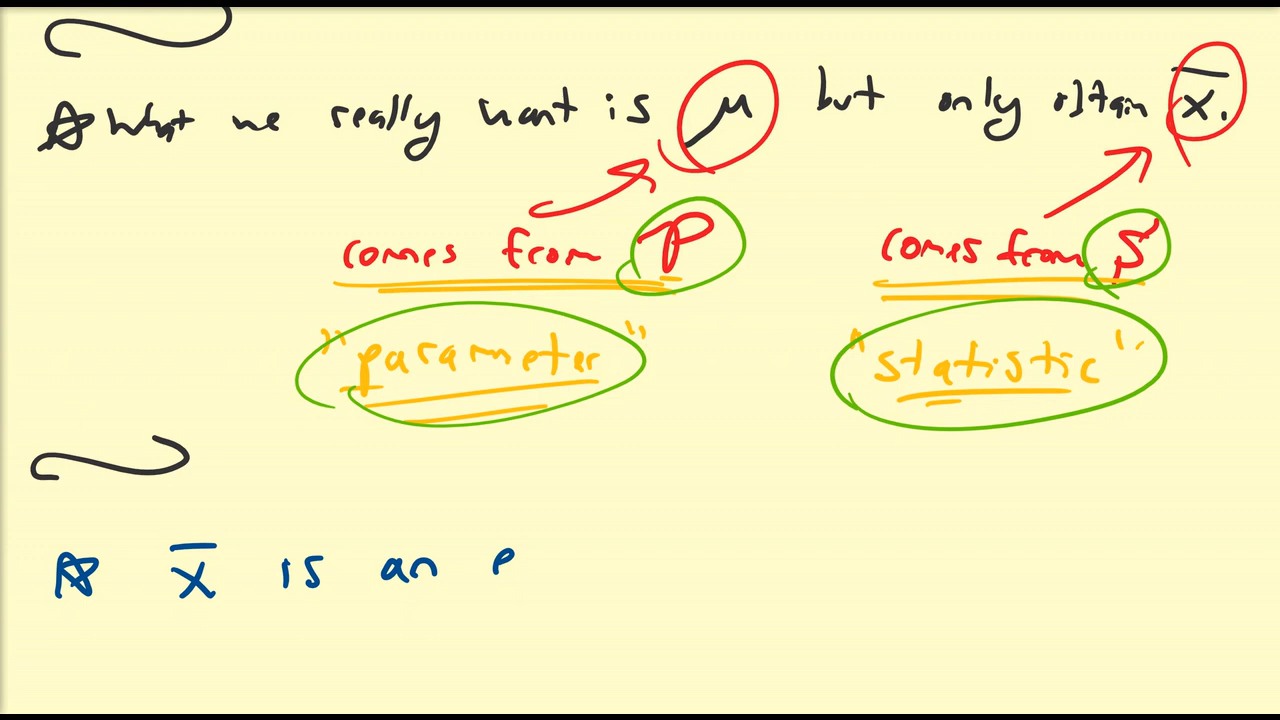 ☆ What we really want is μ but only obtain x̅.
comes from P comes from S
"parameter" "statistic"
☆ x̅ is an e